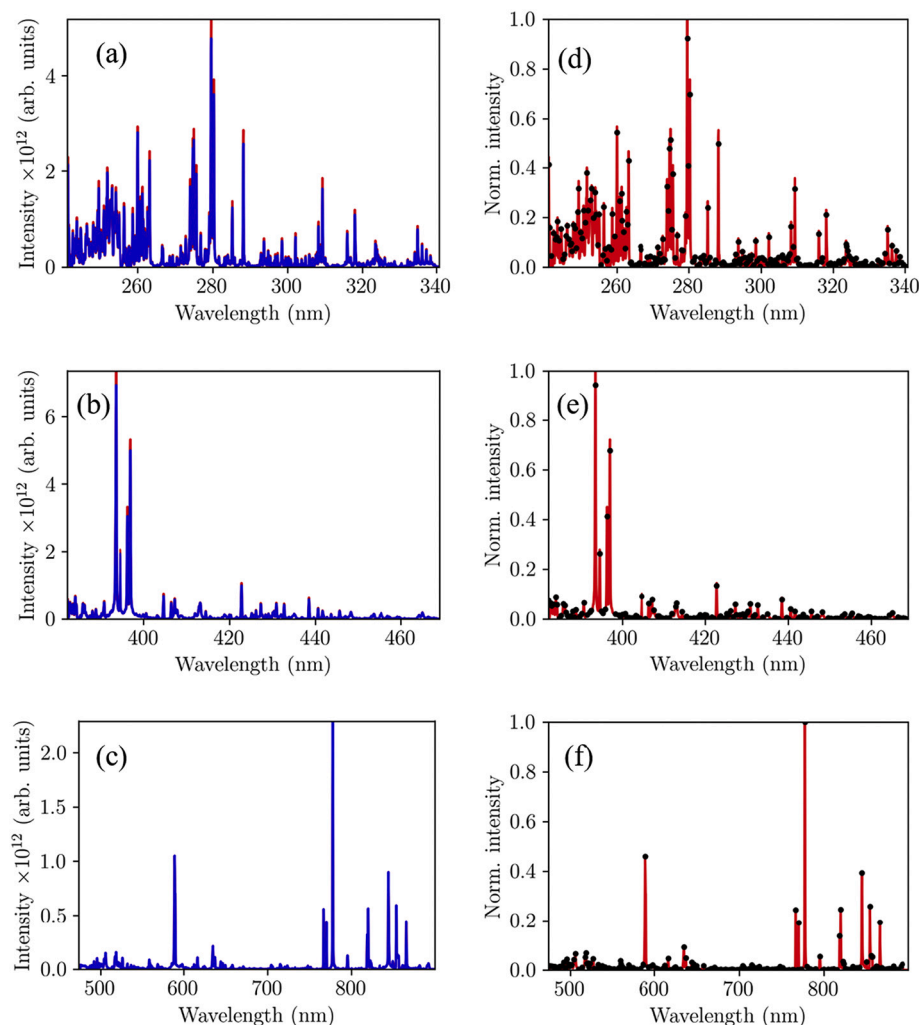 (a)
Intensity ×10¹² (arb. units)
4
2
0
260 280 300 320 340
Wavelength (nm)
(d)
Norm. intensity
1.0
0.8
0.6
0.4
0.2
0.0
260 280 300 320 340
Wavelength (nm)
(b)
Intensity ×10¹² (arb. units)
6
4
2
0
400 420 440 460
Wavelength (nm)
(e)
Norm. intensity
1.0
0.8
0.6
0.4
0.2
0.0
400 420 440 460
Wavelength (nm)
(c)
Intensity ×10¹² (arb. units)
2.0
1.5
1.0
0.5
0.0
500 600 700 800
Wavelength (nm)
(f)
Norm. intensity
1.0
0.8
0.6
0.4
0.2
0.0
500 600 700 800
Wavelength (nm)